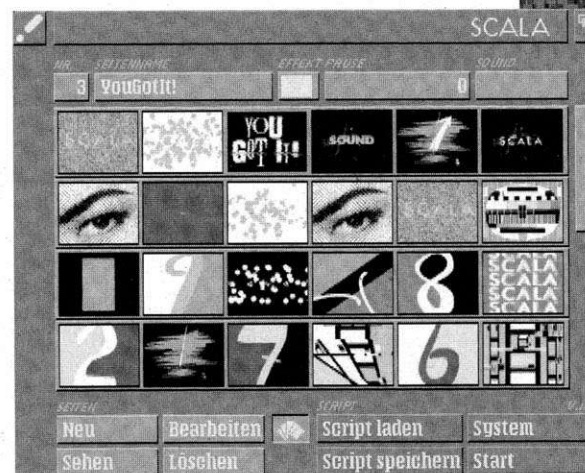 SCALA
NR. SEITENNAME EFFEKT PAUSE SOUND
3 YouGotIt! 0
SCALA YOU GOT It! SOUND 1 SCALA
SCALA
9 8 SCALA SCALA SCALA SCALA
2 7 6
SEITEN SCRIPT
Neu Bearbeiten Script laden System
Sehen Löschen Script speichern Start